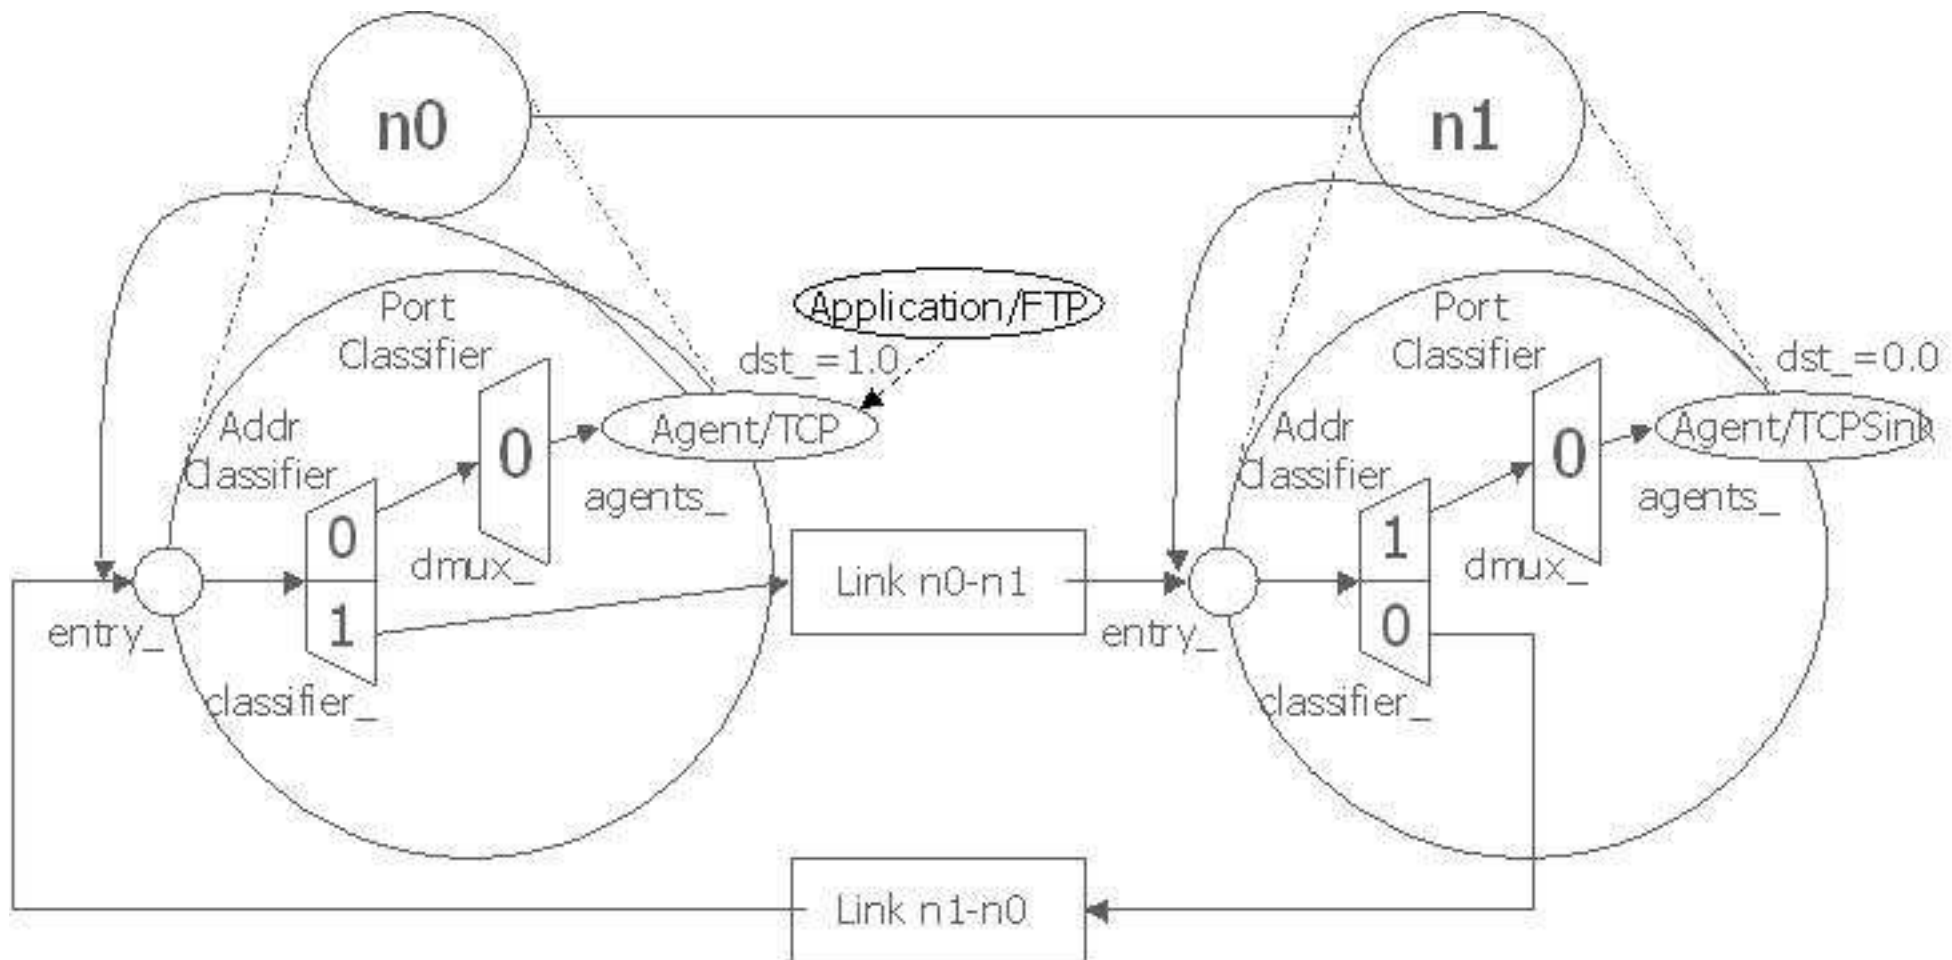 n0
n1
Port
Classifier
Application/FTP
dst_=1.0
Addr
Classifier
0
Agent/TCP
agents_
0
1
dmux_
entry_
classifier_
Link n0-n1
Port
Classifier
dst_=0.0
Addr
Classifier
0
Agent/TCPSink
agents_
1
0
dmux_
entry_
classifier_
Link n1-n0